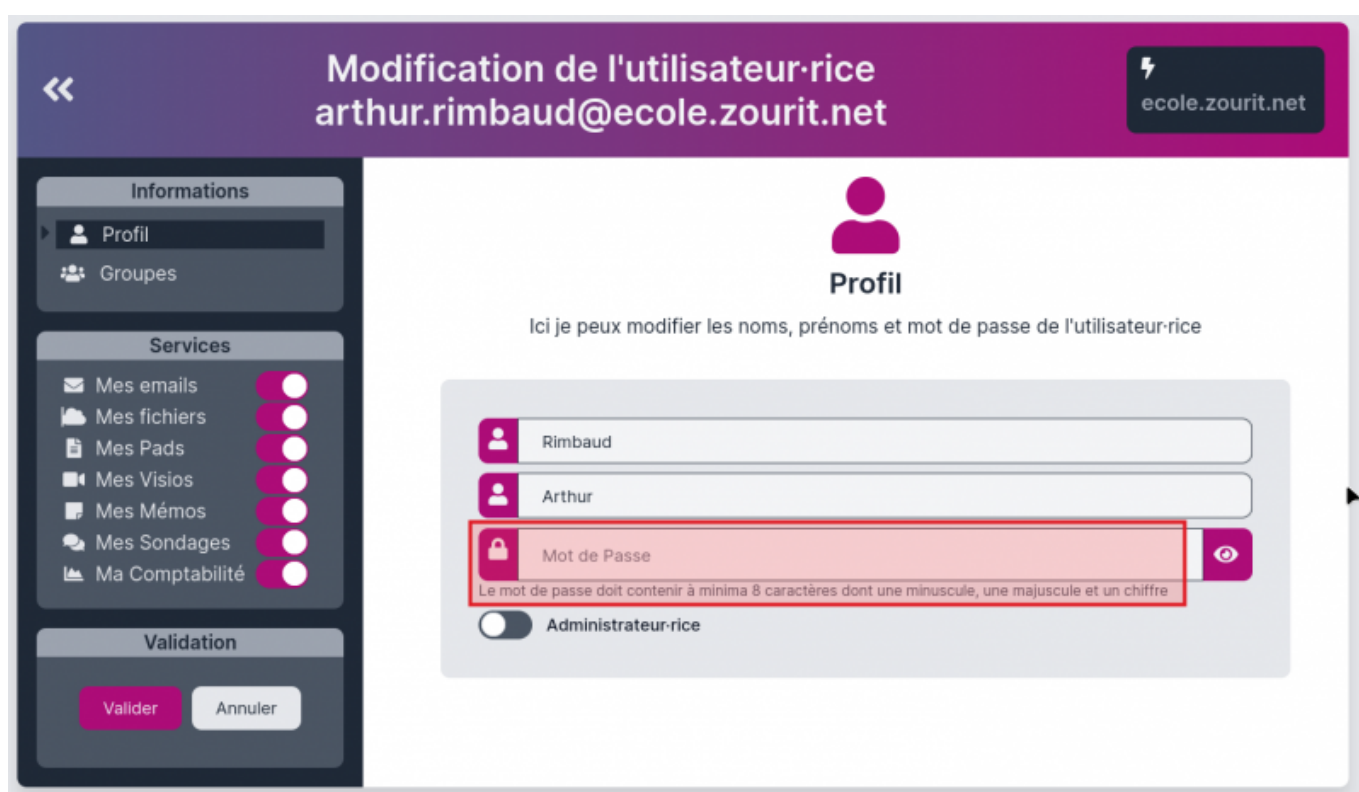 Modification de l'utilisateur·rice
arthur.rimbaud@ecole.zourit.net
ecole.zourit.net
Informations
Profil
Groupes
Services
Mes emails
Mes fichiers
Mes Pads
Mes Visios
Mes Mémos
Mes Sondages
Ma Comptabilité
Validation
Valider
Annuler
Profil
Ici je peux modifier les noms, prénoms et mot de passe de l'utilisateur·rice
Rimbaud
Arthur
Mot de Passe
Le mot de passe doit contenir à minima 8 caractères dont une minuscule, une majuscule et un chiffre
Administrateur·rice